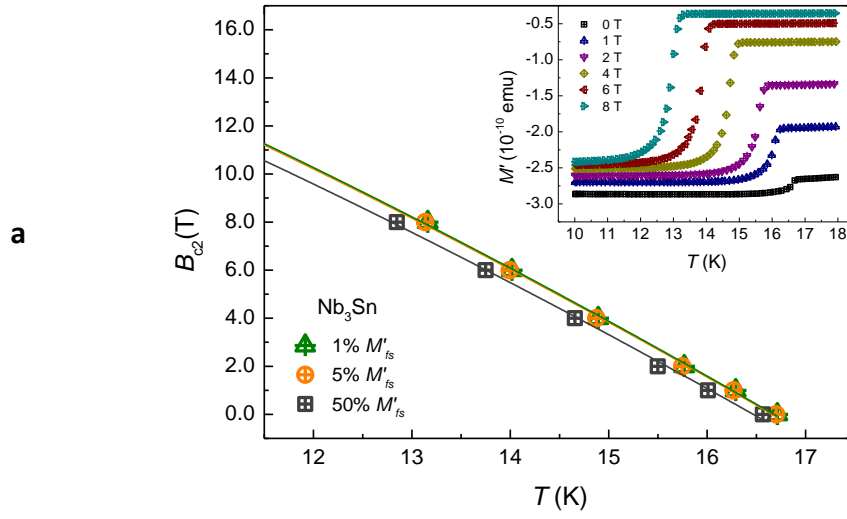 a
16.0
14.0
12.0
10.0
8.0
6.0
4.0
2.0
0.0
B_c2(T)
12 13 14 15 16 17
T (K)
Nb₃Sn
1% M'_fs
5% M'_fs
50% M'_fs
-0.5
-1.0
-1.5
-2.0
-2.5
-3.0
M' (10⁻¹⁰ emu)
0 T
1 T
2 T
4 T
6 T
8 T
10 11 12 13 14 15 16 17 18
T (K)